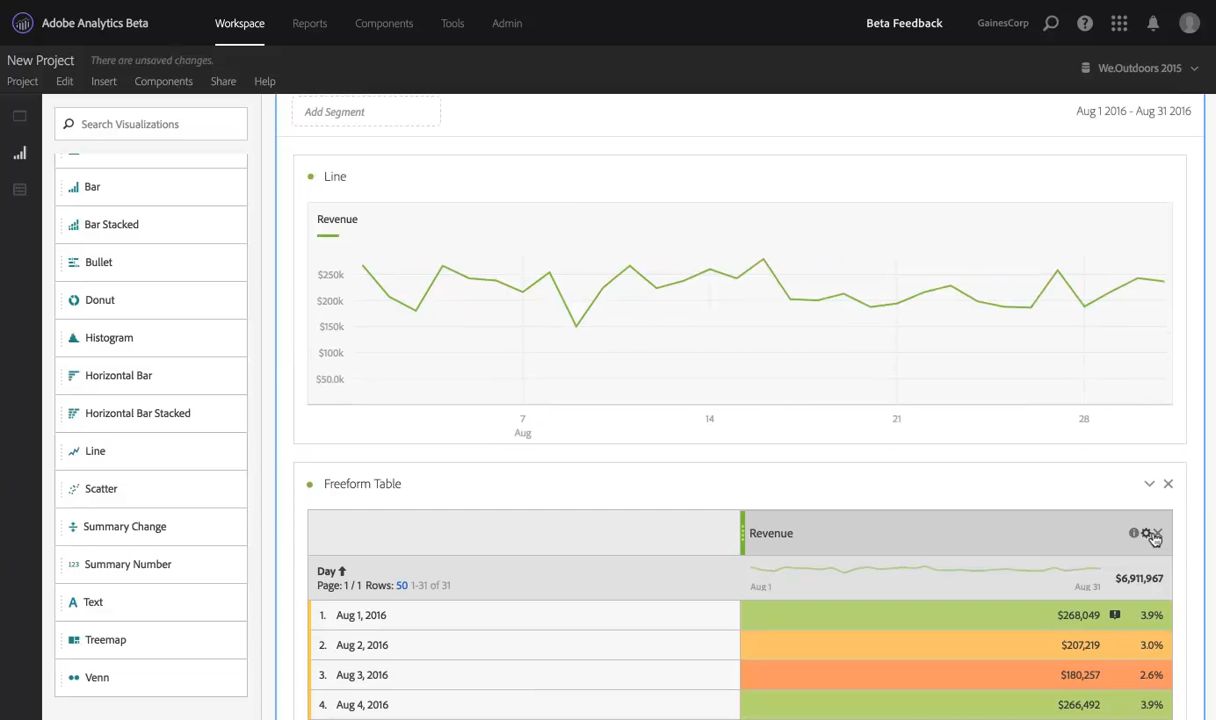 Adobe Analytics Beta
Workspace Reports Components Tools Admin
Beta Feedback GainesCorp
New Project There are unsaved changes.
Project Edit Insert Components Share Help
We.Outdoors 2015
Search Visualizations
Bar
Bar Stacked
Bullet
Donut
Histogram
Horizontal Bar
Horizontal Bar Stacked
Line
Scatter
Summary Change
123 Summary Number
A Text
Treemap
Venn
Add Segment
Aug 1 2016 - Aug 31 2016
Line
Revenue
$250k
$200k
$150k
$100k
$50.0k
7 14 21 28
Aug
Freeform Table
Revenue
Day
Page: 1 / 1 Rows: 50 1-31 of 31
Aug 1 Aug 31
$6,911,967
1. Aug 1, 2016 $268,049 3.9%
2. Aug 2, 2016 $207,219 3.0%
3. Aug 3, 2016 $180,257 2.6%
4. Aug 4, 2016 $266,492 3.9%